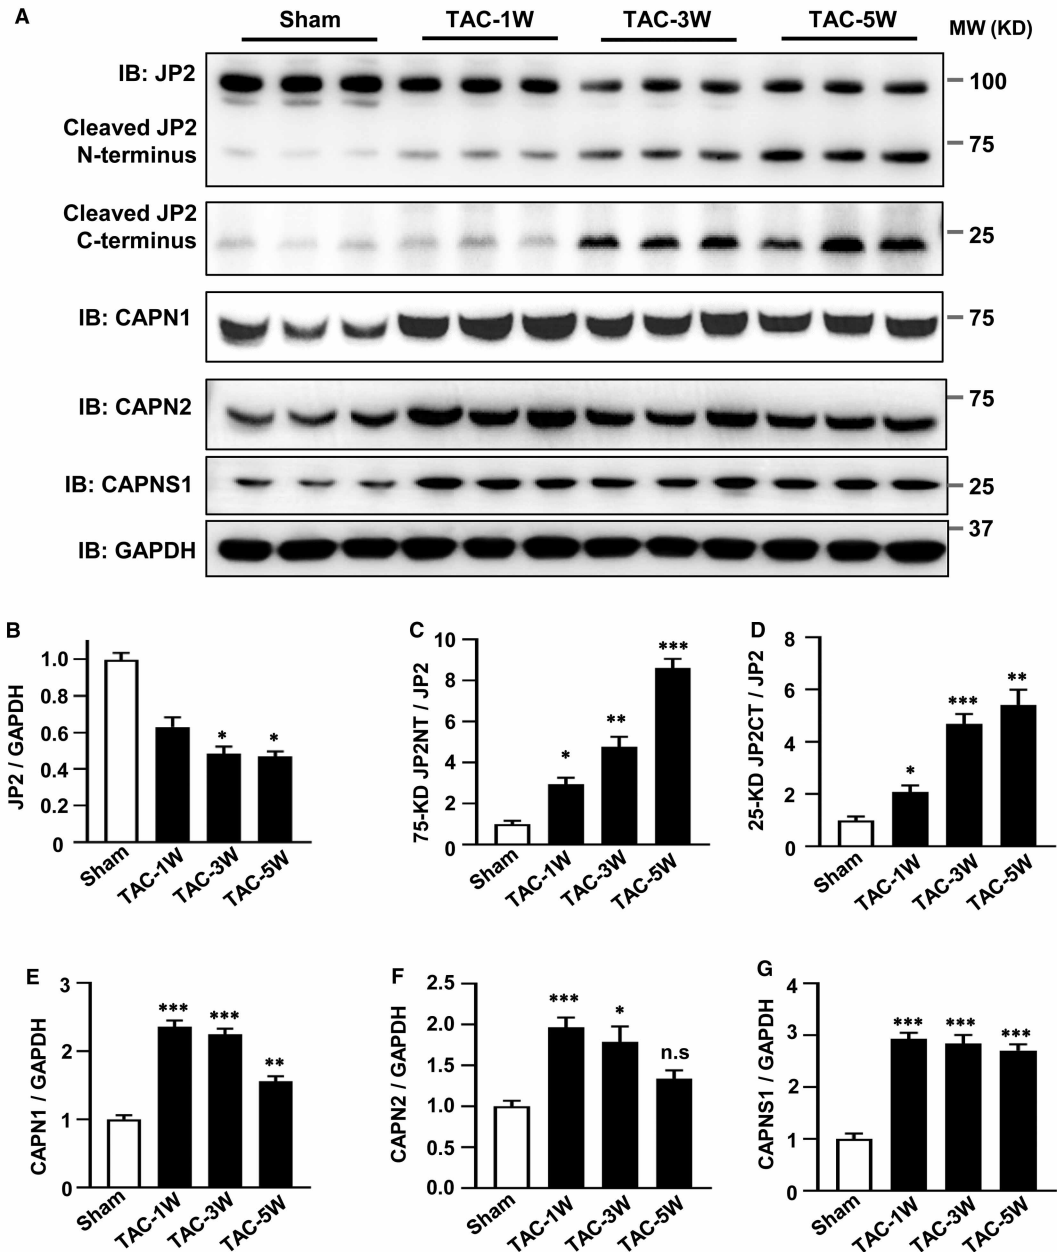 A
Sham TAC-1W TAC-3W TAC-5W MW (KD)
IB: JP2 100
Cleaved JP2
N-terminus 75
Cleaved JP2
C-terminus 25
IB: CAPN1 75
IB: CAPN2 75
IB: CAPNS1 25
IB: GAPDH 37
B
JP2 / GAPDH
1.0
0.8
0.6
0.4
0.2
0
* *
Sham TAC-1W TAC-3W TAC-5W
C
75-KD JP2NT / JP2
10
8
6
4
2
0
* ** ***
Sham TAC-1W TAC-3W TAC-5W
D
25-KD JP2CT / JP2
8
6
4
2
0
* *** **
Sham TAC-1W TAC-3W TAC-5W
E
CAPN1 / GAPDH
3
2
1
0
*** *** **
Sham TAC-1W TAC-3W TAC-5W
F
CAPN2 / GAPDH
2.5
2.0
1.5
1.0
0.5
0.0
*** * n.s
Sham TAC-1W TAC-3W TAC-5W
G
CAPNS1 / GAPDH
4
3
2
1
0
*** *** ***
Sham TAC-1W TAC-3W TAC-5W